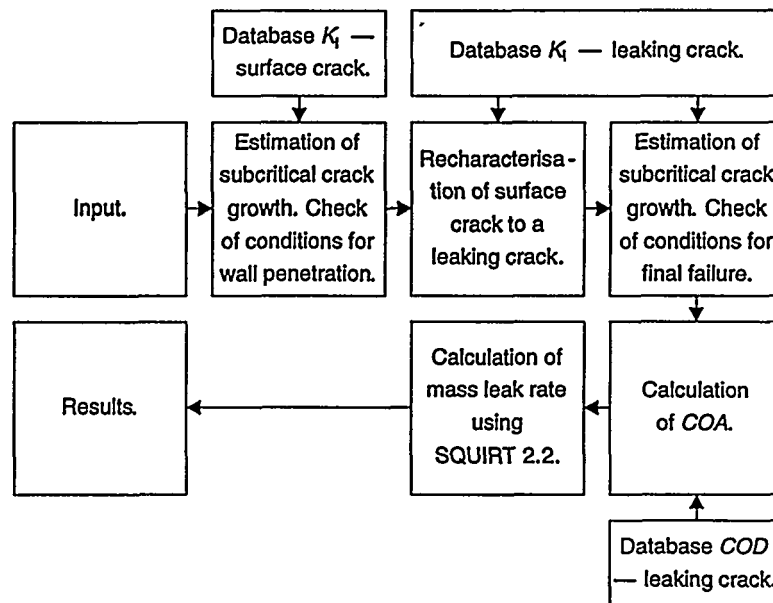 Database K_I —
surface crack.
Database K_I — leaking crack.
Input.
Estimation of
subcritical crack
growth. Check
of conditions for
wall penetration.
Recharacterisa-
tion of surface
crack to a
leaking crack.
Estimation of
subcritical crack
growth. Check
of conditions for
final failure.
Results.
Calculation of
mass leak rate
using
SQUIRT 2.2.
Calculation
of COA.
Database COD
— leaking crack.